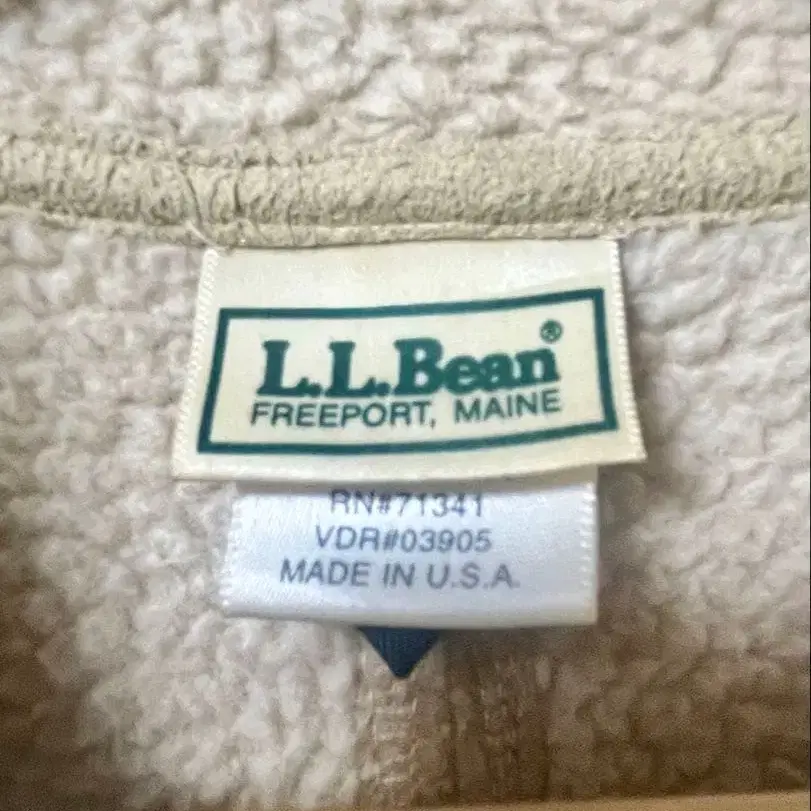 L.L.Bean®
FREEPORT, MAINE
RN#71341
VDR#03905
MADE IN U.S.A.